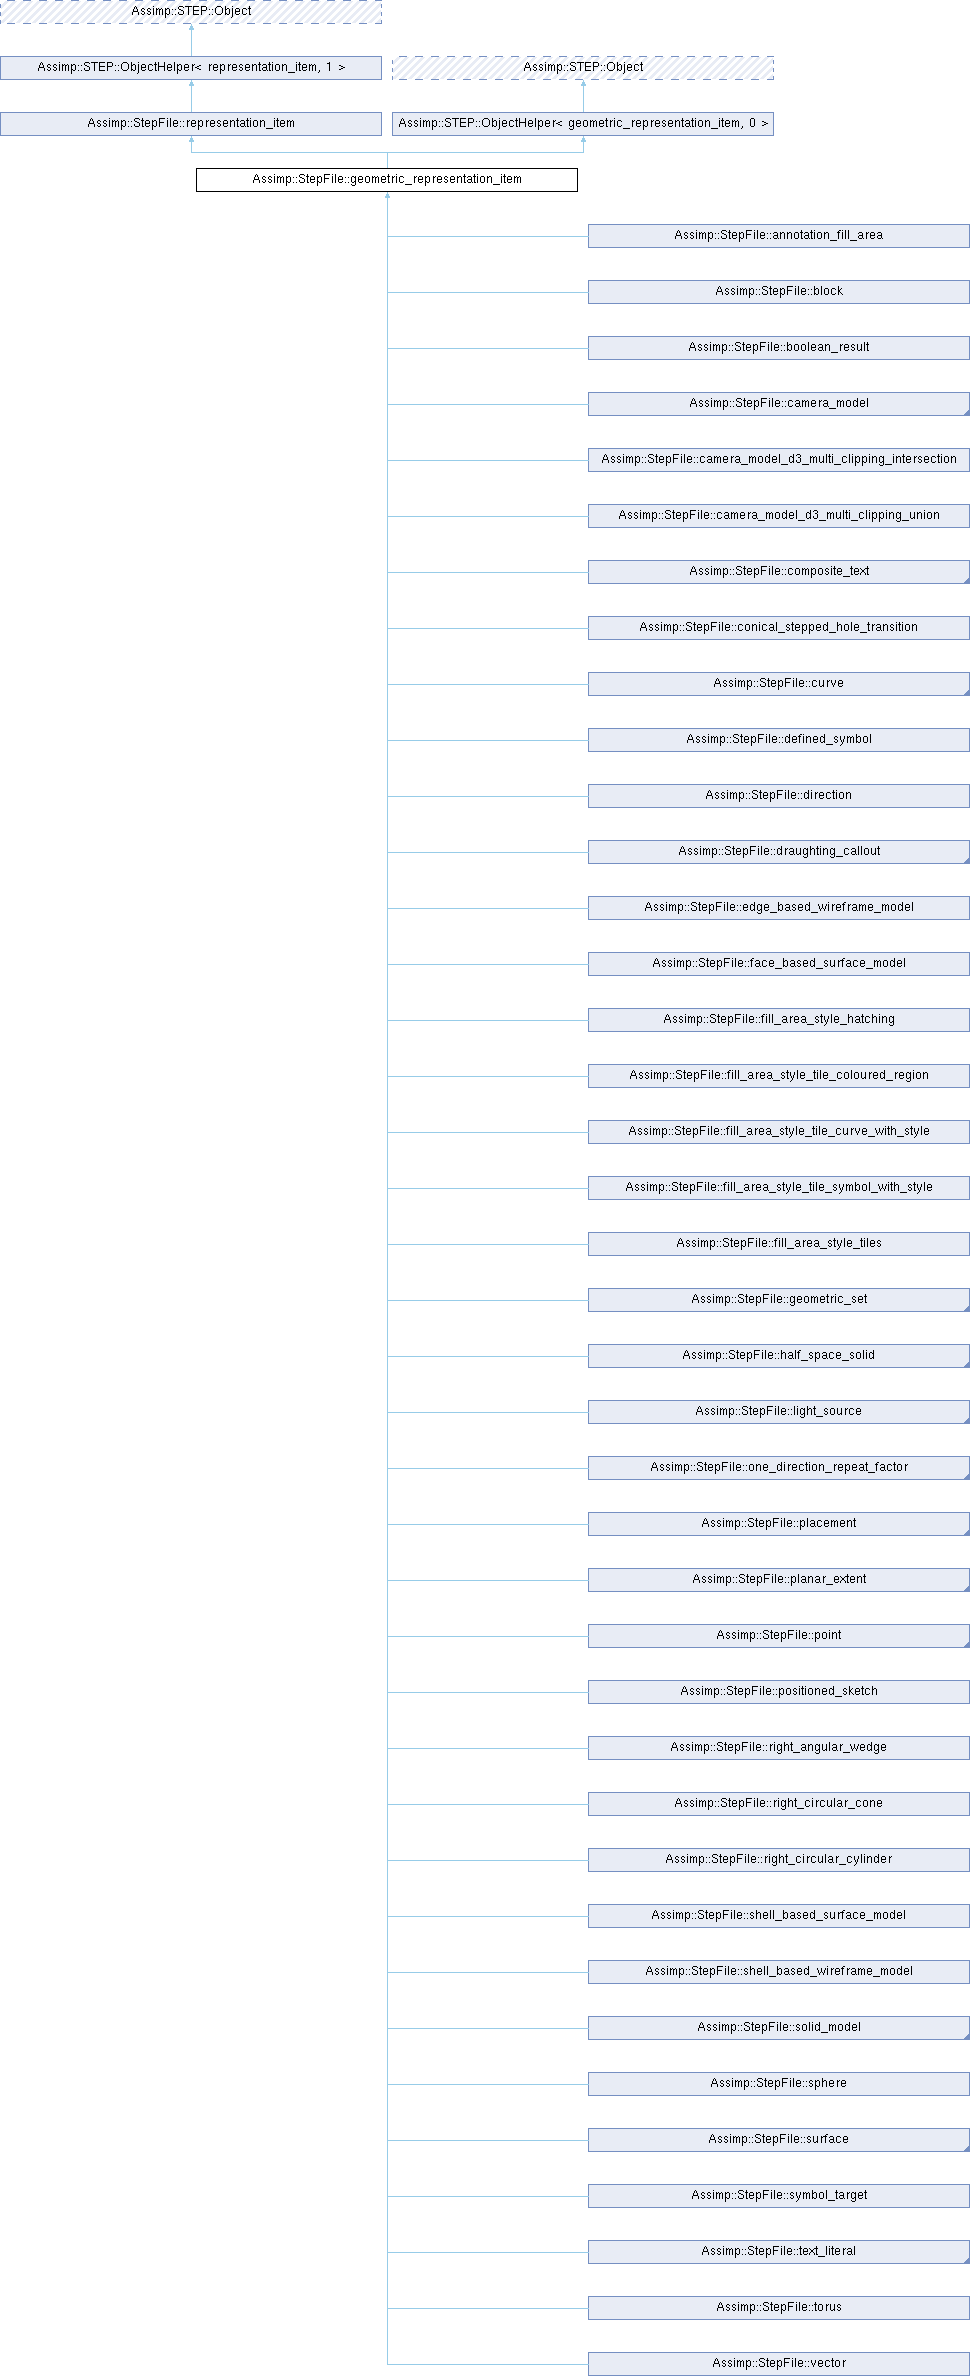 Assimp::STEP::Object
Assimp::STEP::ObjectHelper< representation_item, 1 >
Assimp::STEP::Object
Assimp::StepFile::representation_item
Assimp::STEP::ObjectHelper< geometric_representation_item, 0 >
Assimp::StepFile::geometric_representation_item
Assimp::StepFile::annotation_fill_area
Assimp::StepFile::block
Assimp::StepFile::boolean_result
Assimp::StepFile::camera_model
Assimp::StepFile::camera_model_d3_multi_clipping_intersection
Assimp::StepFile::camera_model_d3_multi_clipping_union
Assimp::StepFile::composite_text
Assimp::StepFile::conical_stepped_hole_transition
Assimp::StepFile::curve
Assimp::StepFile::defined_symbol
Assimp::StepFile::direction
Assimp::StepFile::draughting_callout
Assimp::StepFile::edge_based_wireframe_model
Assimp::StepFile::face_based_surface_model
Assimp::StepFile::fill_area_style_hatching
Assimp::StepFile::fill_area_style_tile_coloured_region
Assimp::StepFile::fill_area_style_tile_curve_with_style
Assimp::StepFile::fill_area_style_tile_symbol_with_style
Assimp::StepFile::fill_area_style_tiles
Assimp::StepFile::geometric_set
Assimp::StepFile::half_space_solid
Assimp::StepFile::light_source
Assimp::StepFile::one_direction_repeat_factor
Assimp::StepFile::placement
Assimp::StepFile::planar_extent
Assimp::StepFile::point
Assimp::StepFile::positioned_sketch
Assimp::StepFile::right_angular_wedge
Assimp::StepFile::right_circular_cone
Assimp::StepFile::right_circular_cylinder
Assimp::StepFile::shell_based_surface_model
Assimp::StepFile::shell_based_wireframe_model
Assimp::StepFile::solid_model
Assimp::StepFile::sphere
Assimp::StepFile::surface
Assimp::StepFile::symbol_target
Assimp::StepFile::text_literal
Assimp::StepFile::torus
Assimp::StepFile::vector